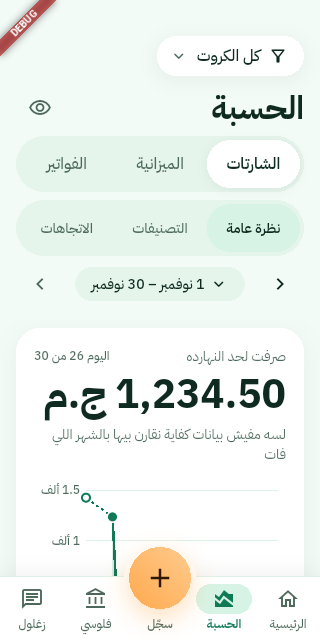 DEBUG
كل الكروت
الحسبة
الشارتات
الميزانية
الفواتير
نظرة عامة
التصنيفات
الاتجاهات
1 نوفمبر – 30 نوفمبر
صرفت لحد النهارده
اليوم 26 من 30
1,234.50 ج.م
لسه مفيش بيانات كفاية نقارن بيها بالشهر اللي
فات
1.5 ألف
1 ألف
الرئيسية
الحسبة
سجّل
فلوسي
زغلول